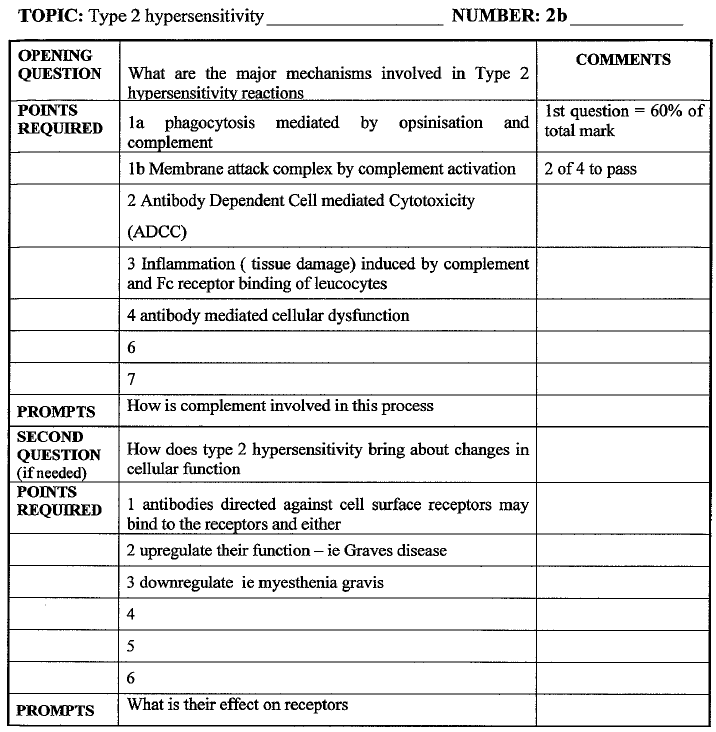 TOPIC: Type 2 hypersensitivity NUMBER: 2b
OPENING QUESTION
What are the major mechanisms involved in Type 2
hypersensitivity reactions
COMMENTS
POINTS REQUIRED
1a phagocytosis mediated by opsinisation and
complement
1st question = 60% of
total mark
1b Membrane attack complex by complement activation
2 of 4 to pass
2 Antibody Dependent Cell mediated Cytotoxicity
(ADCC)
3 Inflammation ( tissue damage) induced by complement
and Fc receptor binding of leucocytes
4 antibody mediated cellular dysfunction
6
7
PROMPTS
How is complement involved in this process
SECOND
QUESTION
(if needed)
How does type 2 hypersensitivity bring about changes in
cellular function
POINTS
REQUIRED
1 antibodies directed against cell surface receptors may
bind to the receptors and either
2 upregulate their function – ie Graves disease
3 downregulate ie myesthenia gravis
4
5
6
PROMPTS
What is their effect on receptors